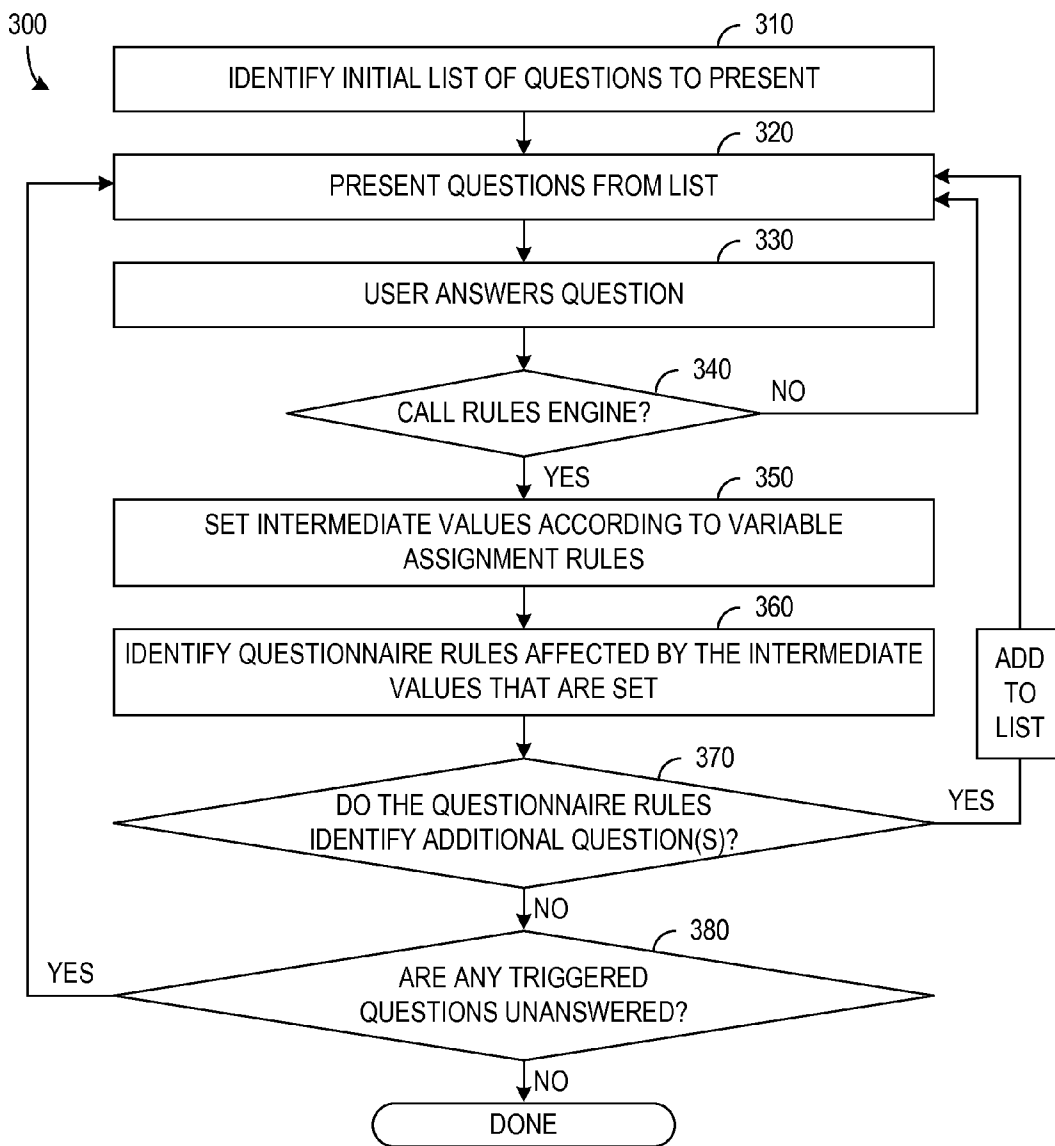 300
310
IDENTIFY INITIAL LIST OF QUESTIONS TO PRESENT
320
PRESENT QUESTIONS FROM LIST
330
USER ANSWERS QUESTION
340
CALL RULES ENGINE?
NO
YES
350
SET INTERMEDIATE VALUES ACCORDING TO VARIABLE
ASSIGNMENT RULES
360
IDENTIFY QUESTIONNAIRE RULES AFFECTED BY THE INTERMEDIATE
VALUES THAT ARE SET
ADD
TO
LIST
370
DO THE QUESTIONNAIRE RULES
IDENTIFY ADDITIONAL QUESTION(S)?
YES
NO
380
ARE ANY TRIGGERED
QUESTIONS UNANSWERED?
YES
NO
DONE